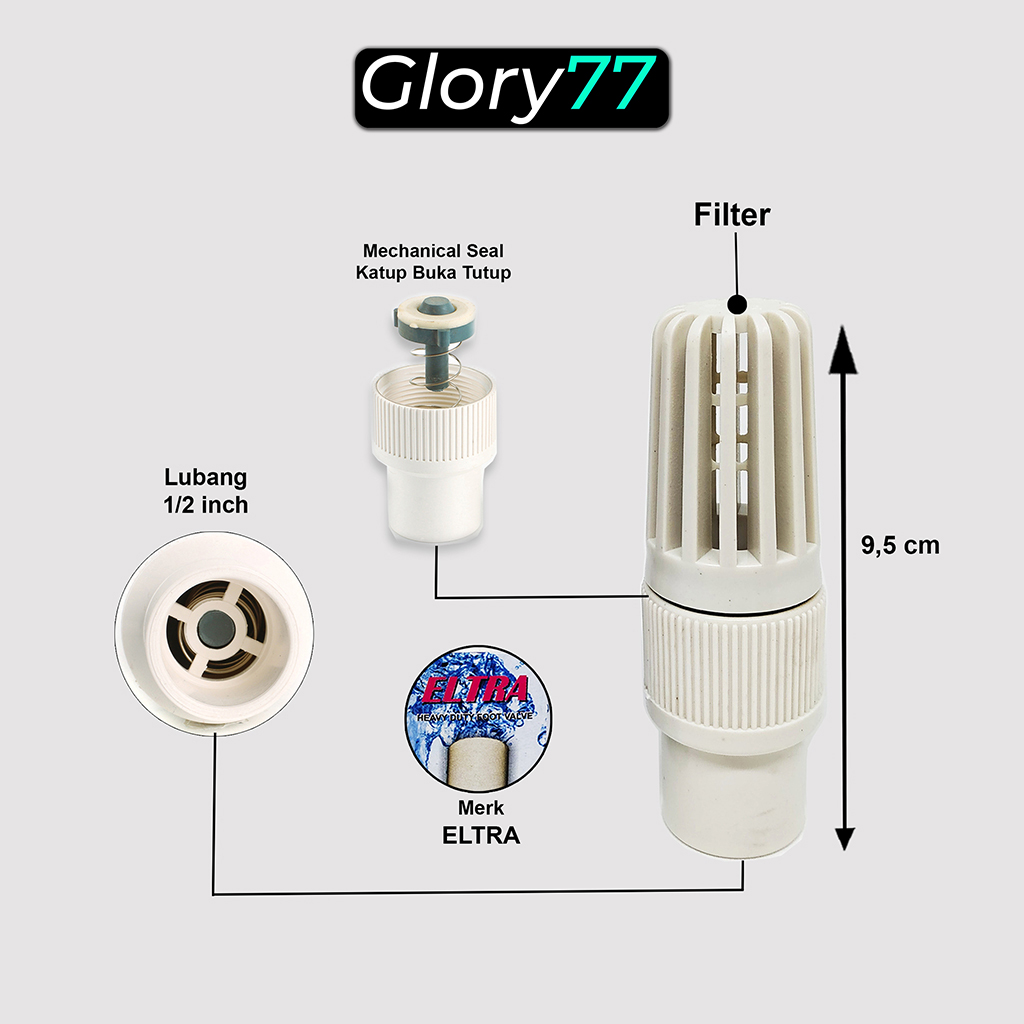 Glory77
Filter
Mechanical Seal
Katup Buka Tutup
Lubang
1/2 inch
9,5 cm
ELTRA
HEAVY DUTY FOOT VALVE
Merk
ELTRA